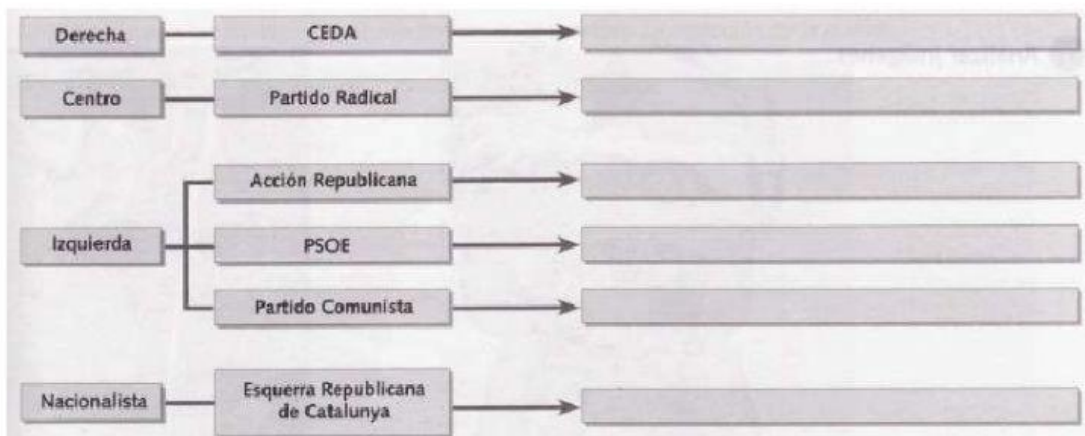 Derecha
CEDA
Centro
Partido Radical
Acción Republicana
Izquierda
PSOE
Partido Comunista
Nacionalista
Esquerra Republicana
de Catalunya